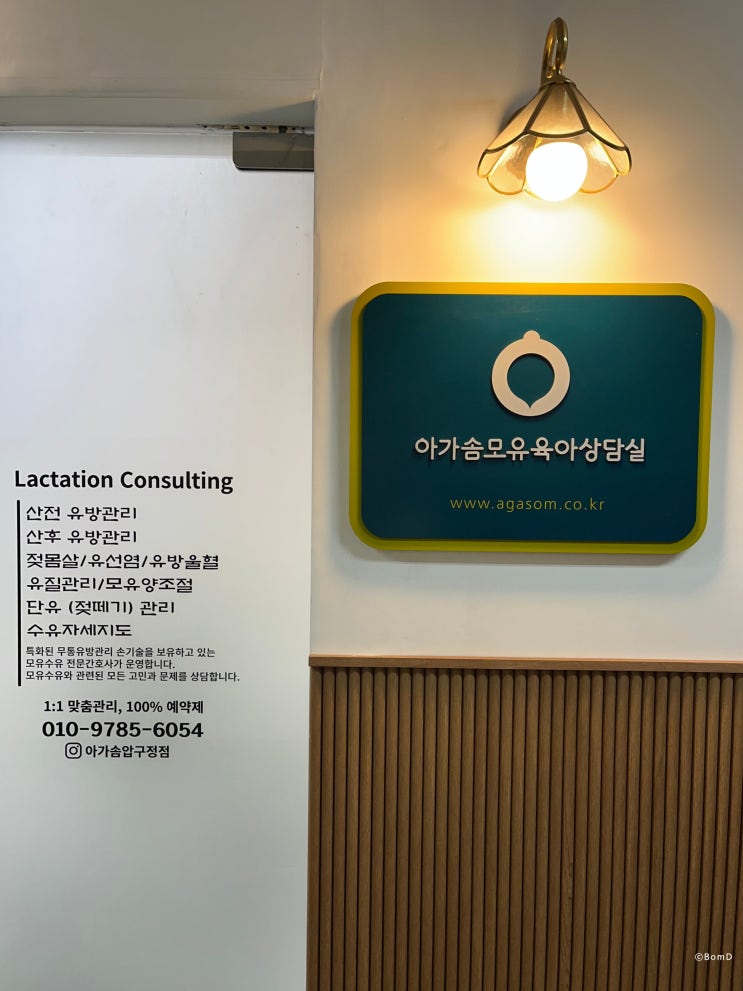 Lactation Consulting
산전 유방관리
산후 유방관리
젖몸살/유선염/유방울혈
유질관리/모유양조절
단유 (젖떼기) 관리
수유자세지도
특화된 무통유방관리 손기술을 보유하고 있는
모유수유 전문간호사가 운영합니다.
모유수유와 관련된 모든 고민과 문제를 상담합니다.
1:1 맞춤관리, 100% 예약제
010-9785-6054
아가솜압구정점
아가솜모유육아상담실
www.agasom.co.kr
©BomD